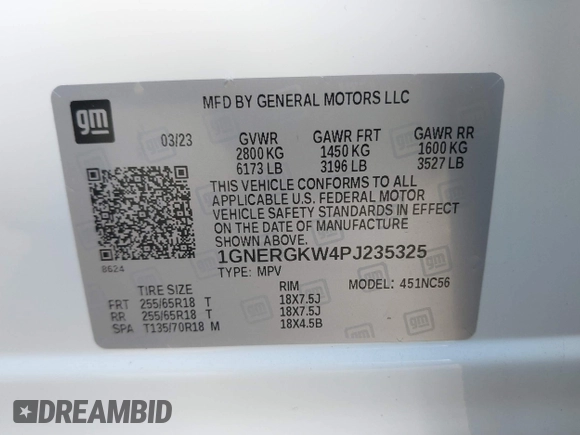 gm
MFD BY GENERAL MOTORS LLC
03/23 GVWR GAWR FRT GAWR RR
2800 KG 1450 KG 1600 KG
6173 LB 3196 LB 3527 LB
THIS VEHICLE CONFORMS TO ALL
APPLICABLE U.S. FEDERAL MOTOR
VEHICLE SAFETY STANDARDS IN EFFECT
ON THE DATE OF MANUFACTURE
SHOWN ABOVE.
8624
1GNERGKW4PJ235325
TYPE: MPV MODEL: 451NC56
TIRE SIZE RIM
FRT 255/65R18 T 18X7.5J
RR 255/65R18 T 18X7.5J
SPA T135/70R18 M 18X4.5B
DREAMBID